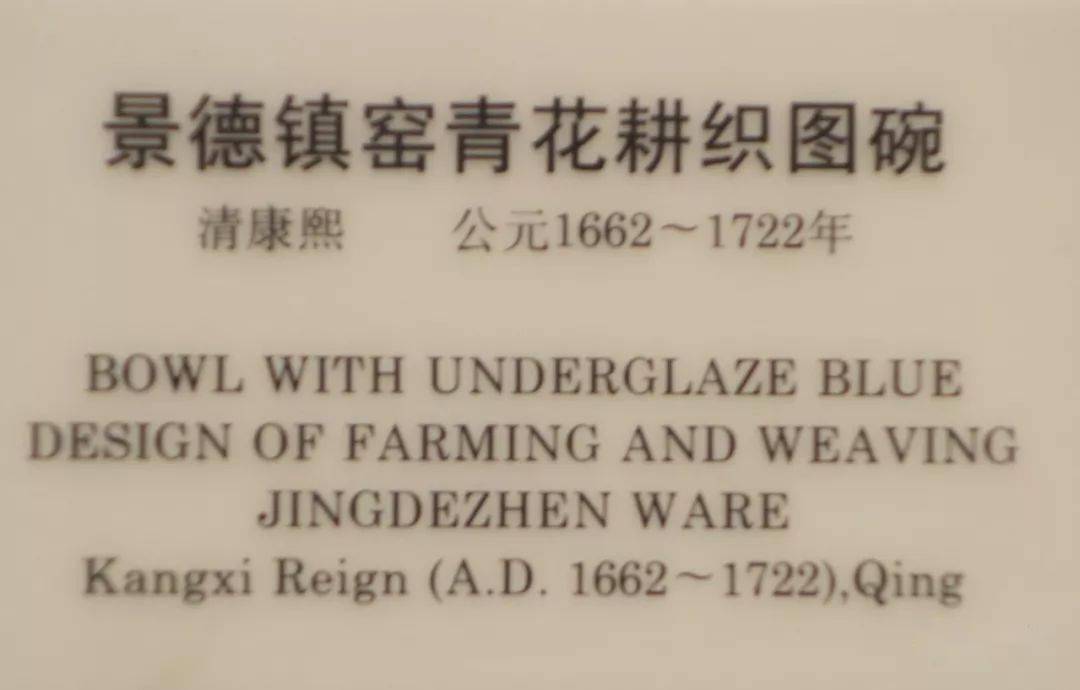 景德镇窑青花耕织图碗
清康熙 公元1662～1722年
BOWL WITH UNDERGLAZE BLUE
DESIGN OF FARMING AND WEAVING
JINGDEZHEN WARE
Kangxi Reign (A.D. 1662～1722),Qing